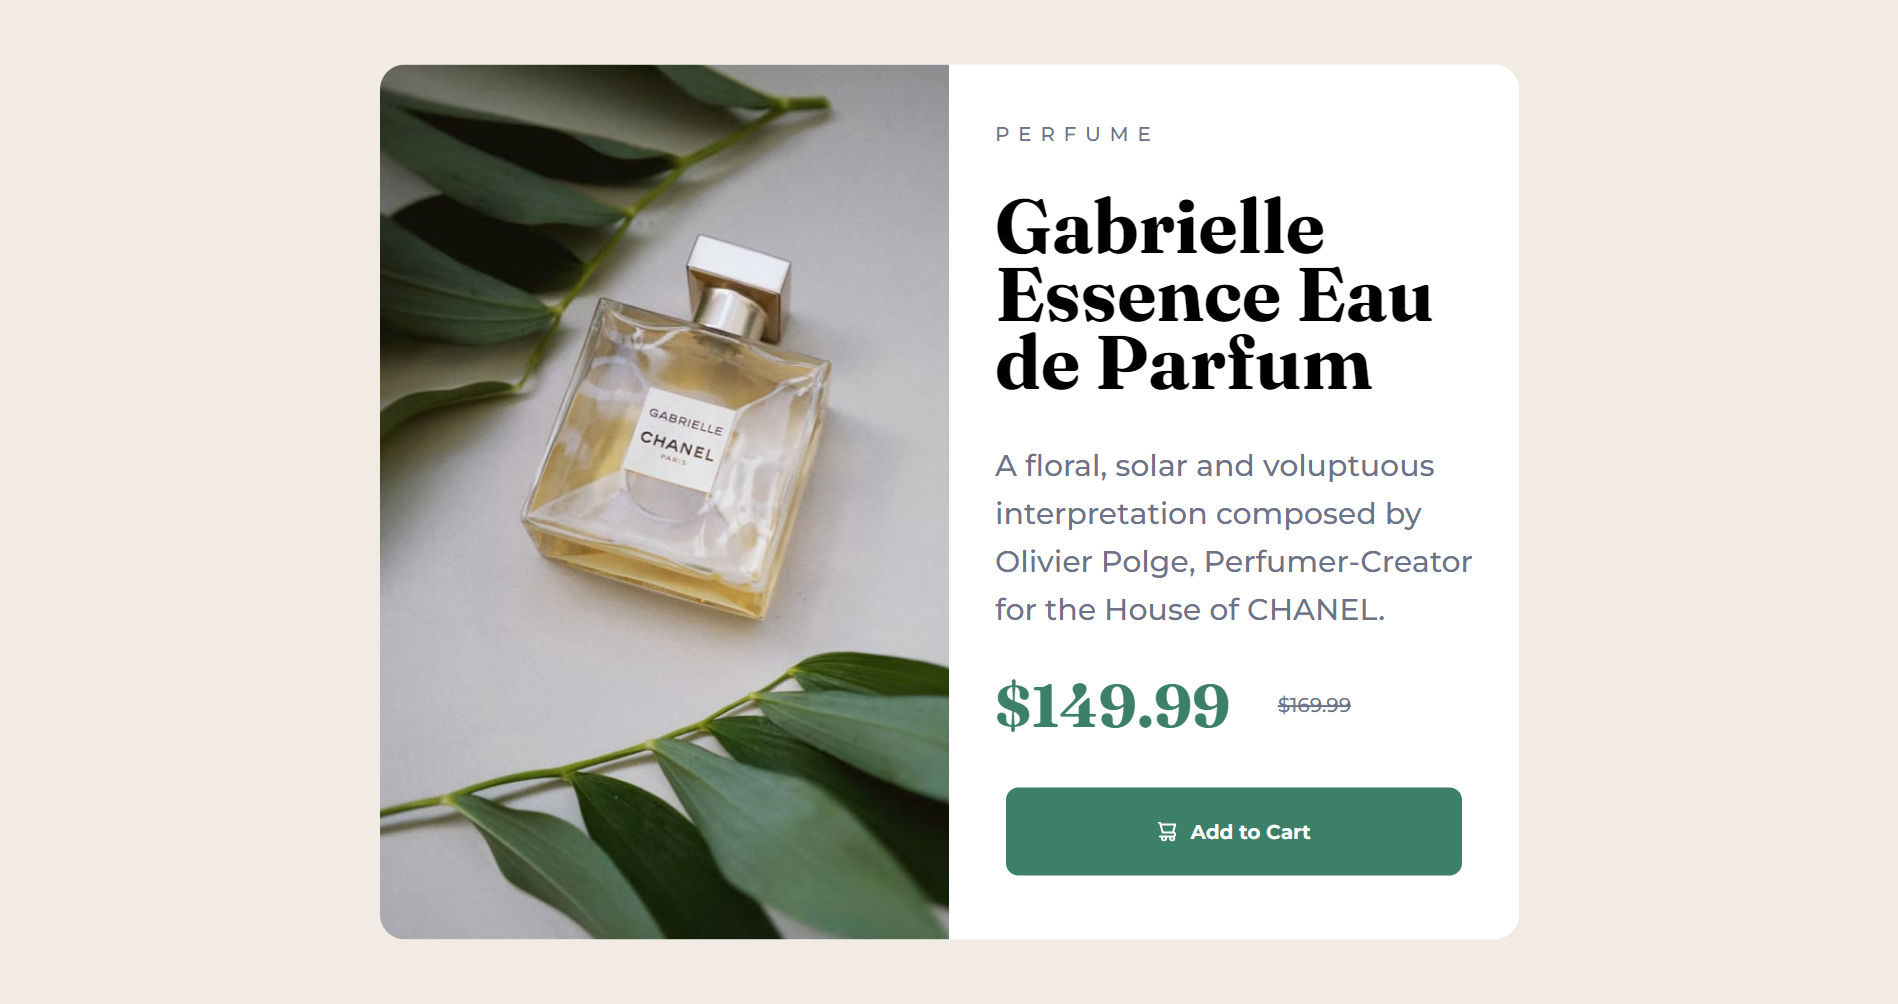 GABRIELLE
CHANEL
PARIS
PERFUME
Gabrielle
Essence Eau
de Parfum
A floral, solar and voluptuous
interpretation composed by
Olivier Polge, Perfumer-Creator
for the House of CHANEL.
$149.99 $169.99
Add to Cart